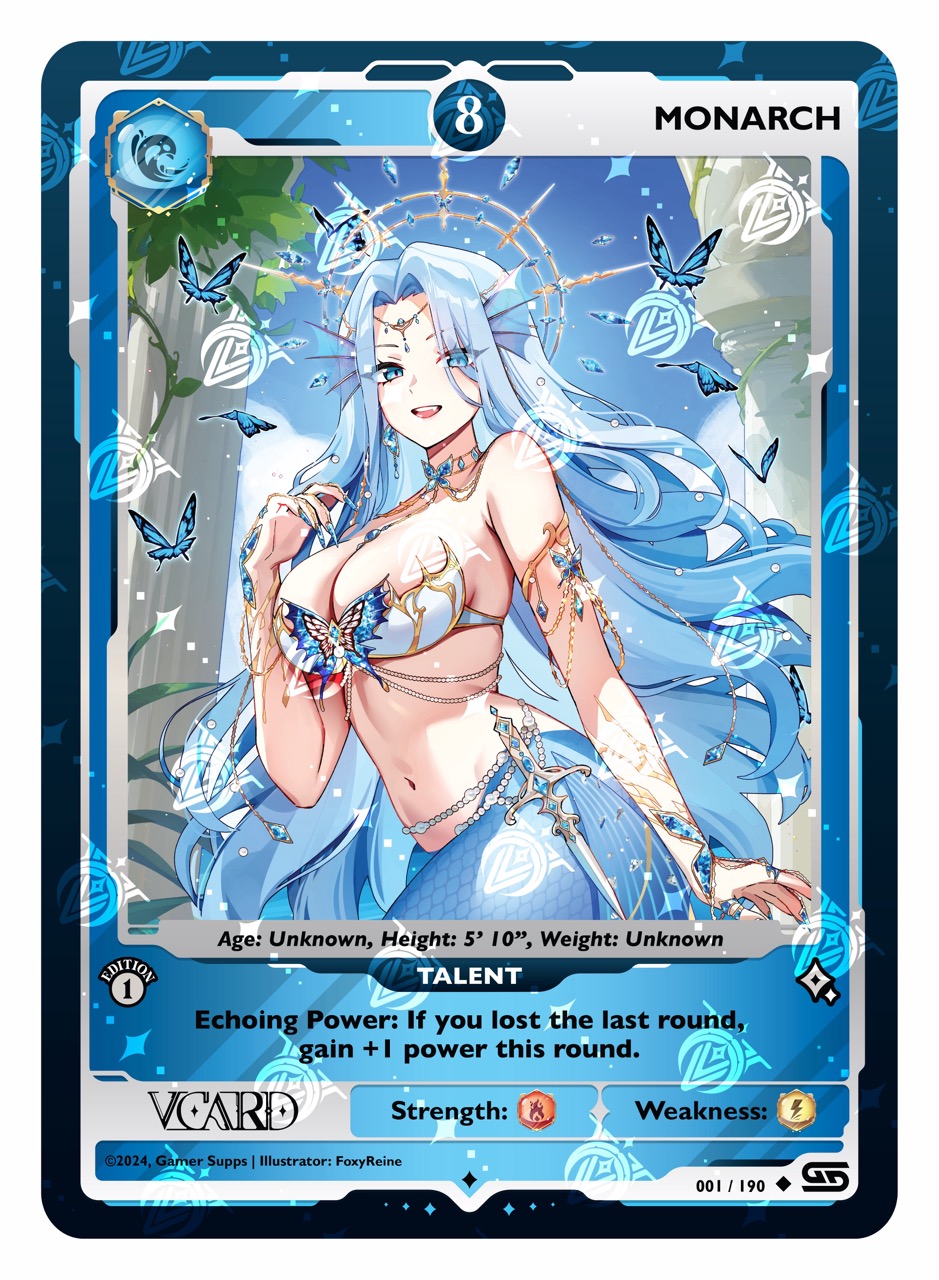 8
MONARCH
Age: Unknown, Height: 5’ 10”, Weight: Unknown
EDITION
1
TALENT
Echoing Power: If you lost the last round,
gain +1 power this round.
VCARD
Strength:
Weakness:
©2024, Gamer Supps | Illustrator: FoxyReine
001 / 190
GG